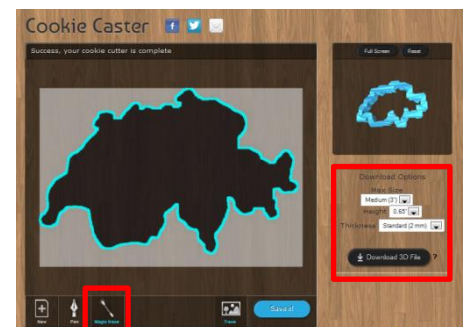 Cookie Caster
Success, your cookie cutter is complete
Full Screen
Reset
Download Options
Max Size
Medium (3")
Height 0.65"
Thickness Standard (2 mm)
Download 3D File ?
New
Pen
Magic trace
Trace
Save it!